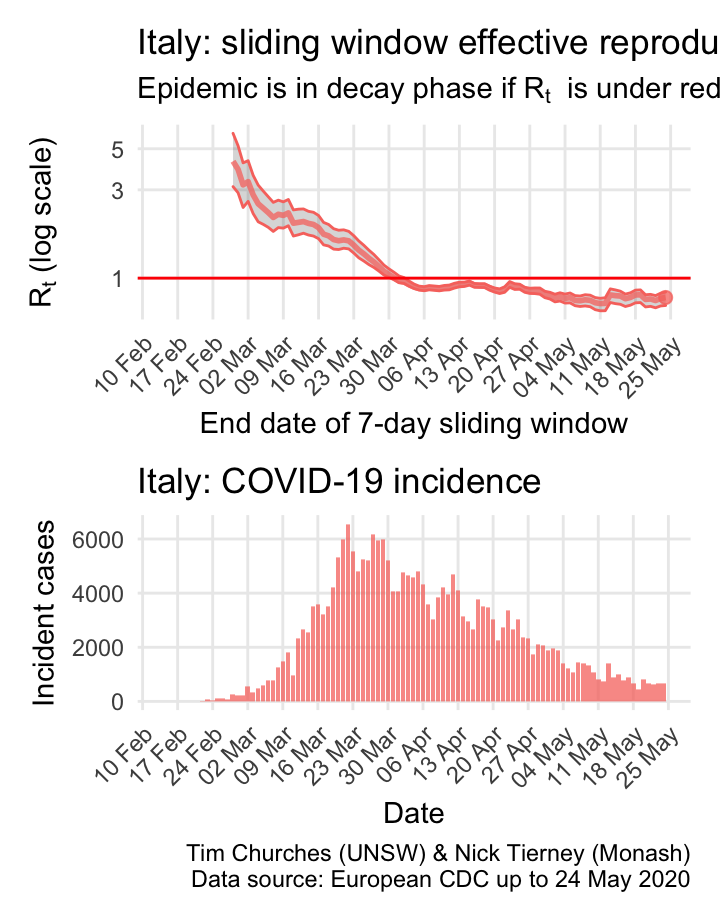 Italy: sliding window effective reprodu
Epidemic is in decay phase if Rt is under red
5
3
1
Rt (log scale)
10 Feb
17 Feb
24 Feb
02 Mar
09 Mar
16 Mar
23 Mar
30 Mar
06 Apr
13 Apr
20 Apr
27 Apr
04 May
11 May
18 May
25 May
End date of 7-day sliding window
Italy: COVID-19 incidence
6000
4000
2000
0
Incident cases
10 Feb
17 Feb
24 Feb
02 Mar
09 Mar
16 Mar
23 Mar
30 Mar
06 Apr
13 Apr
20 Apr
27 Apr
04 May
11 May
18 May
25 May
Date
Tim Churches (UNSW) & Nick Tierney (Monash)
Data source: European CDC up to 24 May 2020